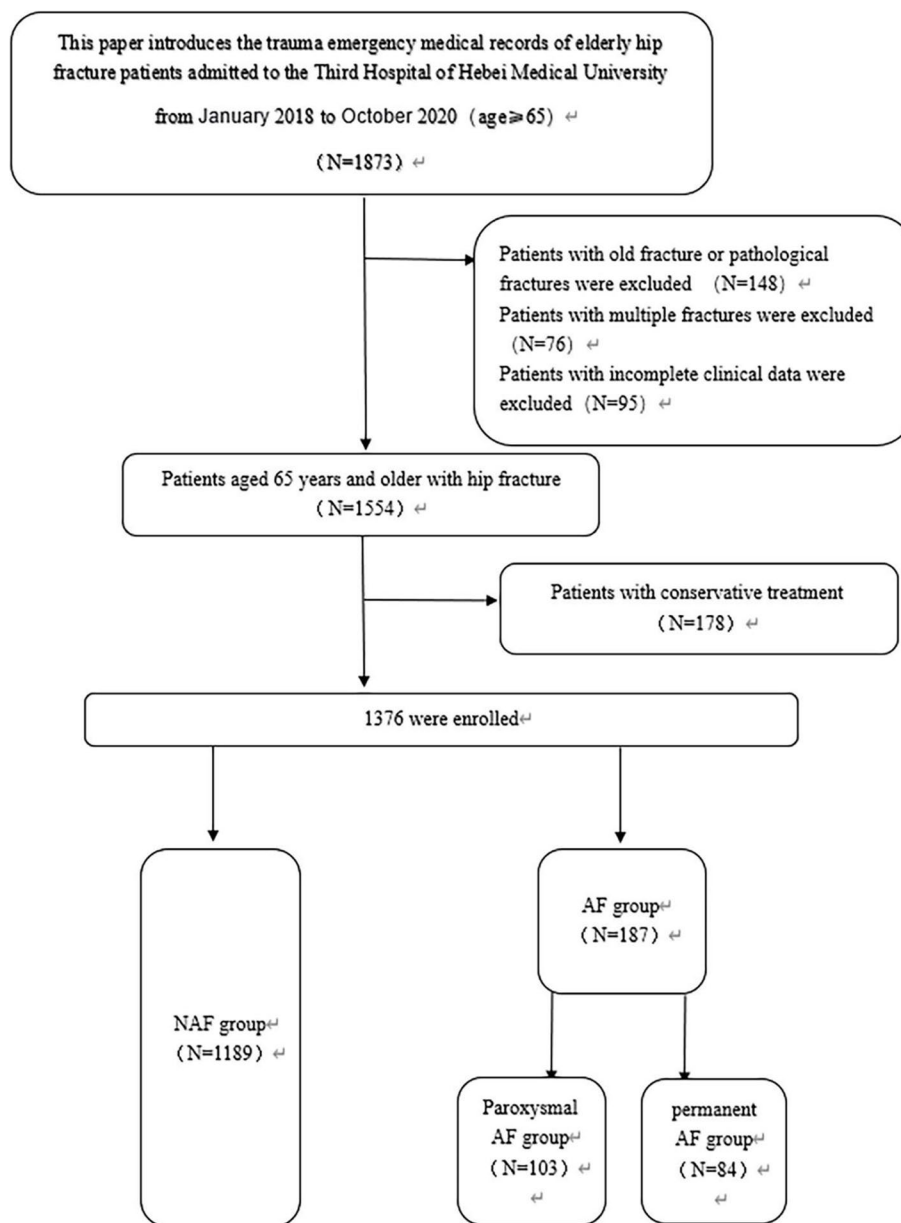 This paper introduces the trauma emergency medical records of elderly hip
fracture patients admitted to the Third Hospital of Hebei Medical University
from January 2018 to October 2020 (age⩾65) ↵
(N=1873) ↵
Patients with old fracture or pathological
fractures were excluded (N=148) ↵
Patients with multiple fractures were excluded
(N=76) ↵
Patients with incomplete clinical data were
excluded (N=95) ↵
Patients aged 65 years and older with hip fracture
(N=1554) ↵
Patients with conservative treatment
(N=178) ↵
1376 were enrolled↵
AF group↵
(N=187) ↵
NAF group↵
(N=1189) ↵
Paroxysmal
AF group↵
(N=103) ↵
↵
permanent
AF group↵
(N=84) ↵
↵